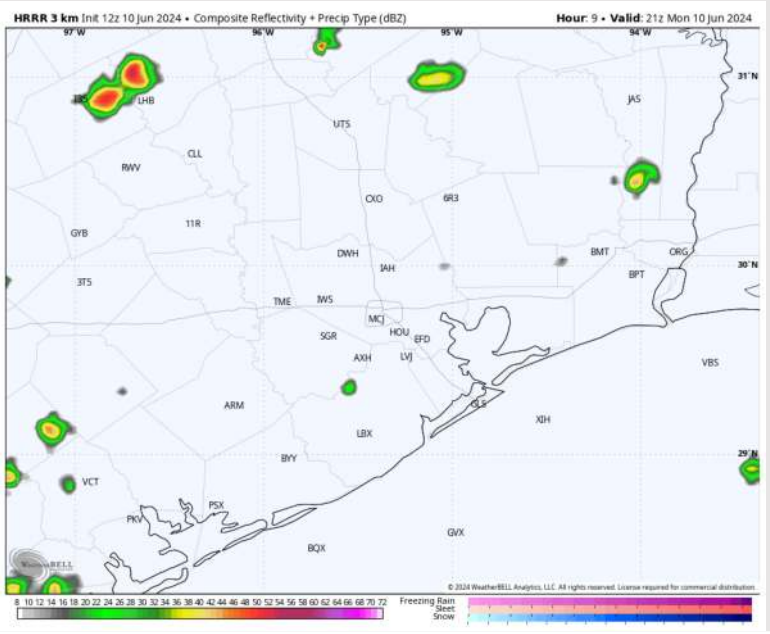 HRRR 3 km Init 12z 10 Jun 2024 • Composite Reflectivity + Precip Type (dBZ) Hour: 9 • Valid: 21z Mon 10 Jun 2024
97°W 96°W 95°W 94°W
31°N
LHB JAS
UTS
CLL
RWV
CXO 6R3
11R
GYB
DWH BMT ORG
30°N
IAH
BPT
3T5
TME IWS
MCJ
HOU
SGR EFD
AXH LVJ
VBS
ARM GLS
XIH
LBX
29°N
BYY
VCT
PSX
PKV
GVX
BQX
WEATHERBELL
© 2024 WeatherBELL Analytics, LLC. All rights reserved. License required for commercial distribution.
8 10 12 14 16 18 20 22 24 26 28 30 32 34 36 38 40 42 44 46 48 50 52 54 56 58 60 62 64 66 68 70 72
Freezing Rain
Sleet
Snow